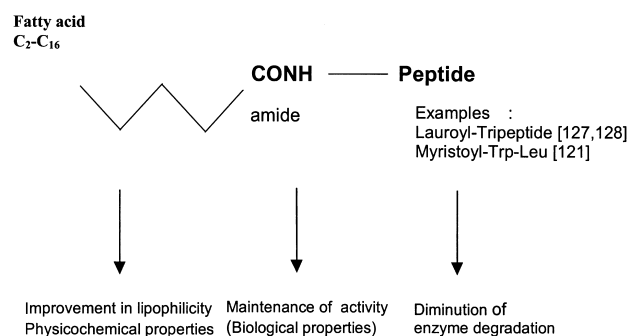 Fatty acid
C₂-C₁₆
CONH
Peptide
amide
Examples :
Lauroyl-Tripeptide [127,128]
Myristoyl-Trp-Leu [121]
Improvement in lipophilicity
Physicochemical properties
Maintenance of activity
(Biological properties)
Diminution of
enzyme degradation